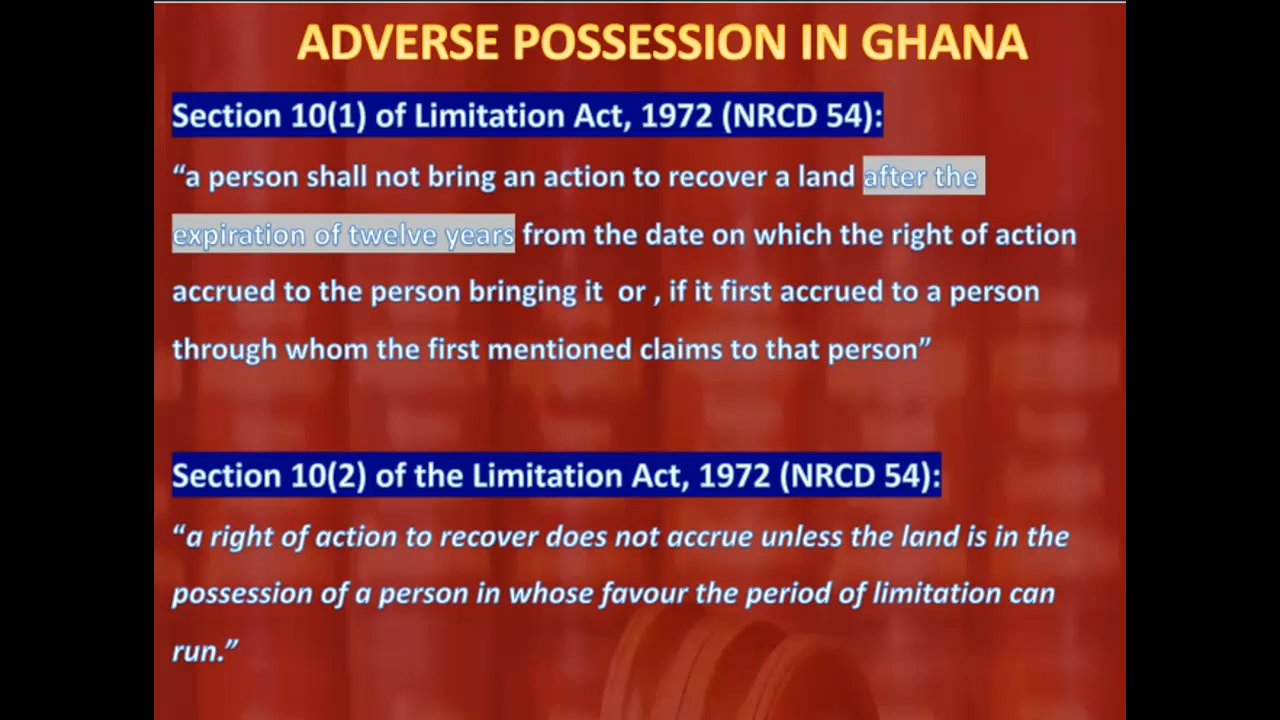 ADVERSE POSSESSION IN GHANA
Section 10(1) of Limitation Act, 1972 (NRCD 54):
“a person shall not bring an action to recover a land after the
expiration of twelve years from the date on which the right of action
accrued to the person bringing it or , if it first accrued to a person
through whom the first mentioned claims to that person”
Section 10(2) of the Limitation Act, 1972 (NRCD 54):
“a right of action to recover does not accrue unless the land is in the
possession of a person in whose favour the period of limitation can
run.”